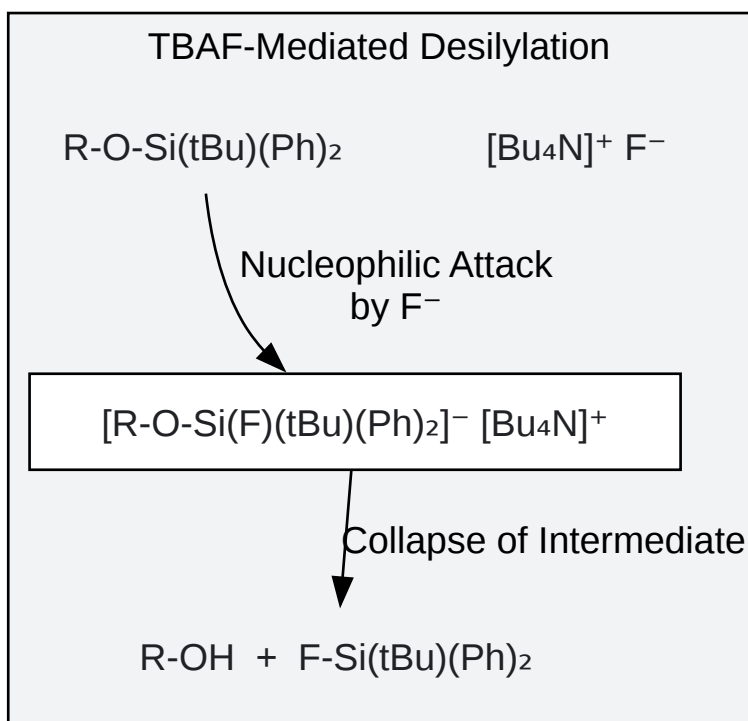 TBAF-Mediated Desilylation
R-O-Si(tBu)(Ph)₂ [Bu₄N]⁺ F⁻
Nucleophilic Attack
by F⁻
[R-O-Si(F)(tBu)(Ph)₂]⁻ [Bu₄N]⁺
Collapse of Intermediate
R-OH + F-Si(tBu)(Ph)₂